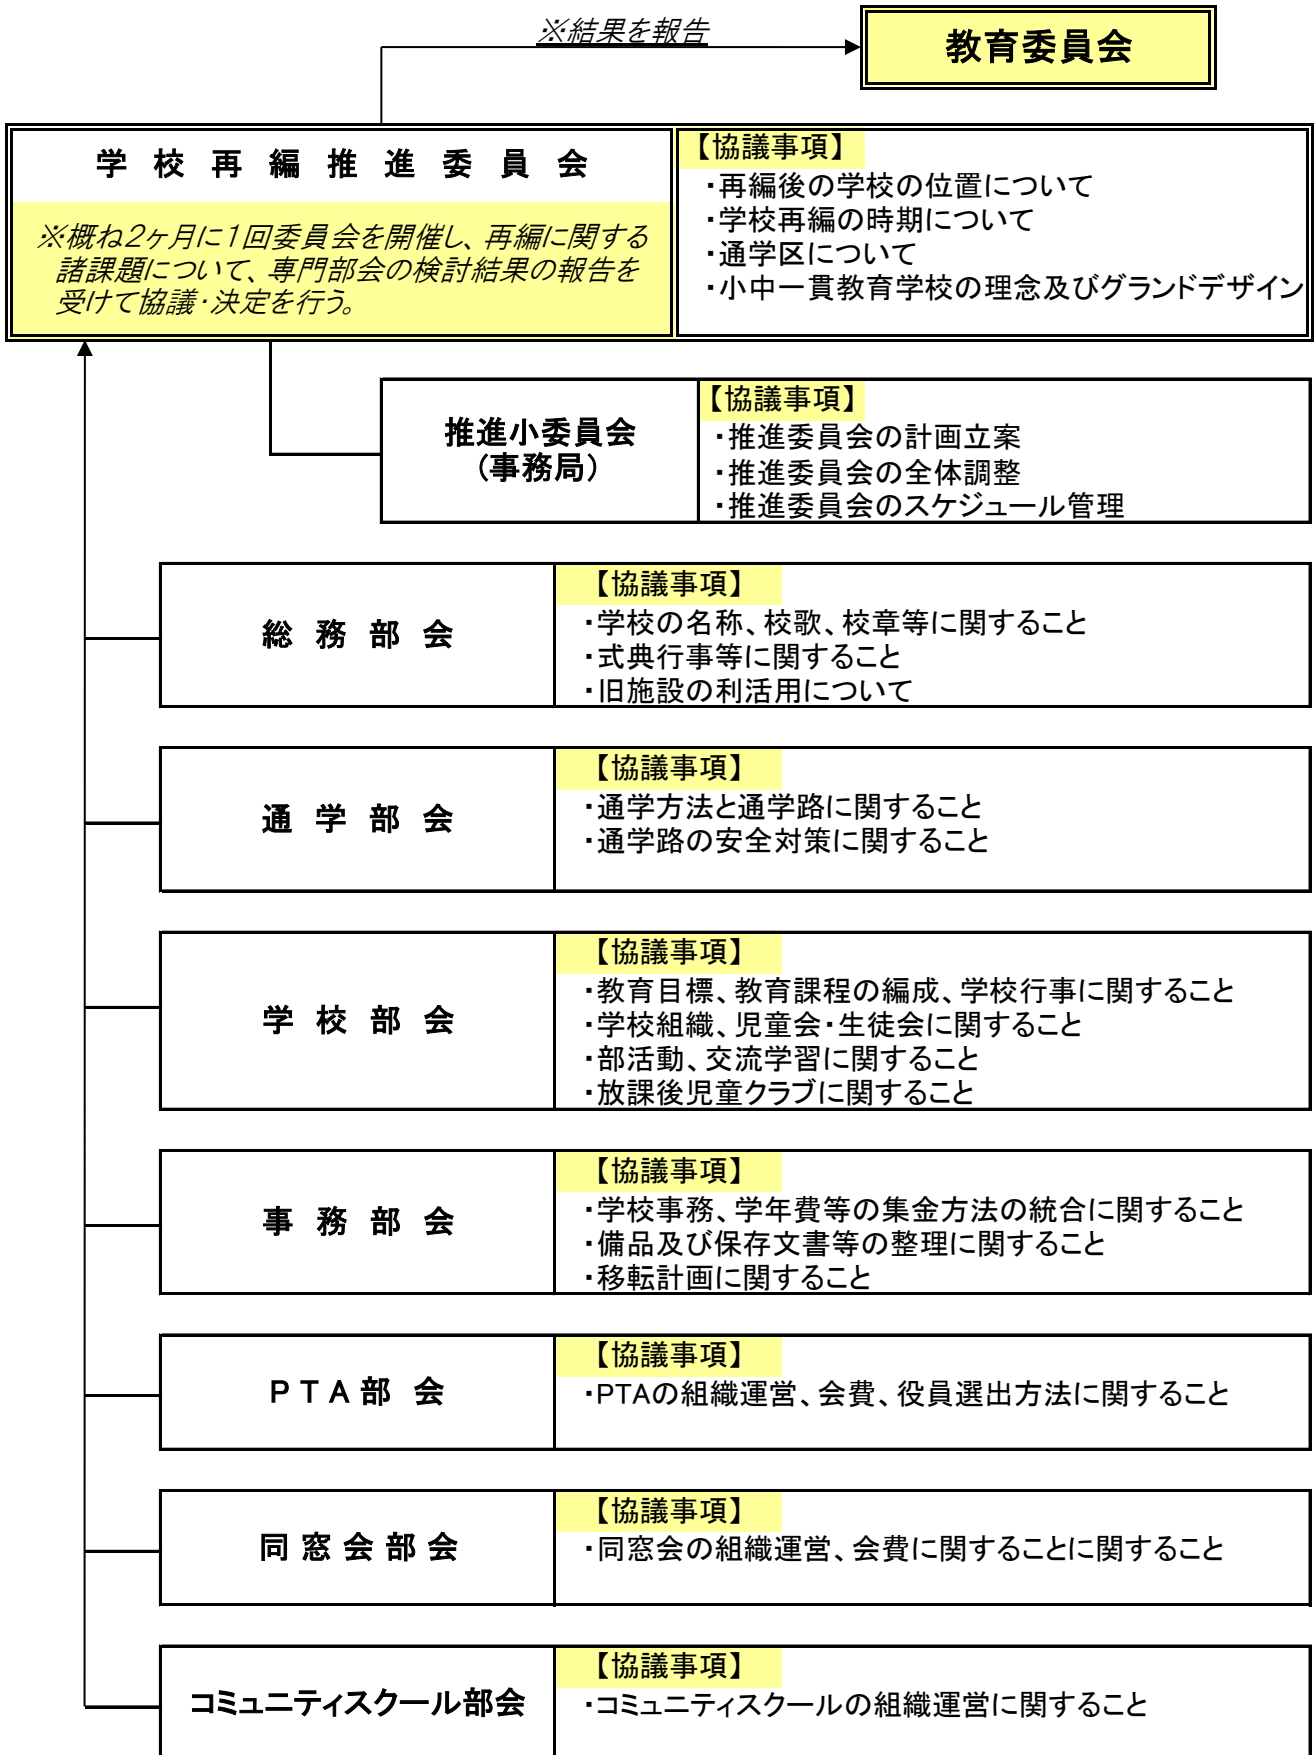 ※結果を報告
教育委員会
学校再編推進委員会
※概ね2ヶ月に1回委員会を開催し、再編に関する
諸課題について、専門部会の検討結果の報告を
受けて協議・決定を行う。
【協議事項】
・再編後の学校の位置について
・学校再編の時期について
・通学区について
・小中一貫教育学校の理念及びグランドデザイン
推進小委員会
(事務局)
【協議事項】
・推進委員会の計画立案
・推進委員会の全体調整
・推進委員会のスケジュール管理
総務部会
【協議事項】
・学校の名称、校歌、校章等に関すること
・式典行事等に関すること
・旧施設の利活用について
通学部会
【協議事項】
・通学方法と通学路に関すること
・通学路の安全対策に関すること
学校部会
【協議事項】
・教育目標、教育課程の編成、学校行事に関すること
・学校組織、児童会・生徒会に関すること
・部活動、交流学習に関すること
・放課後児童クラブに関すること
事務部会
【協議事項】
・学校事務、学年費等の集金方法の統合に関すること
・備品及び保存文書等の整理に関すること
・移転計画に関すること
PTA部会
【協議事項】
・PTAの組織運営、会費、役員選出方法に関すること
同窓会部会
【協議事項】
・同窓会の組織運営、会費に関することに関すること
コミュニティスクール部会
【協議事項】
・コミュニティスクールの組織運営に関すること